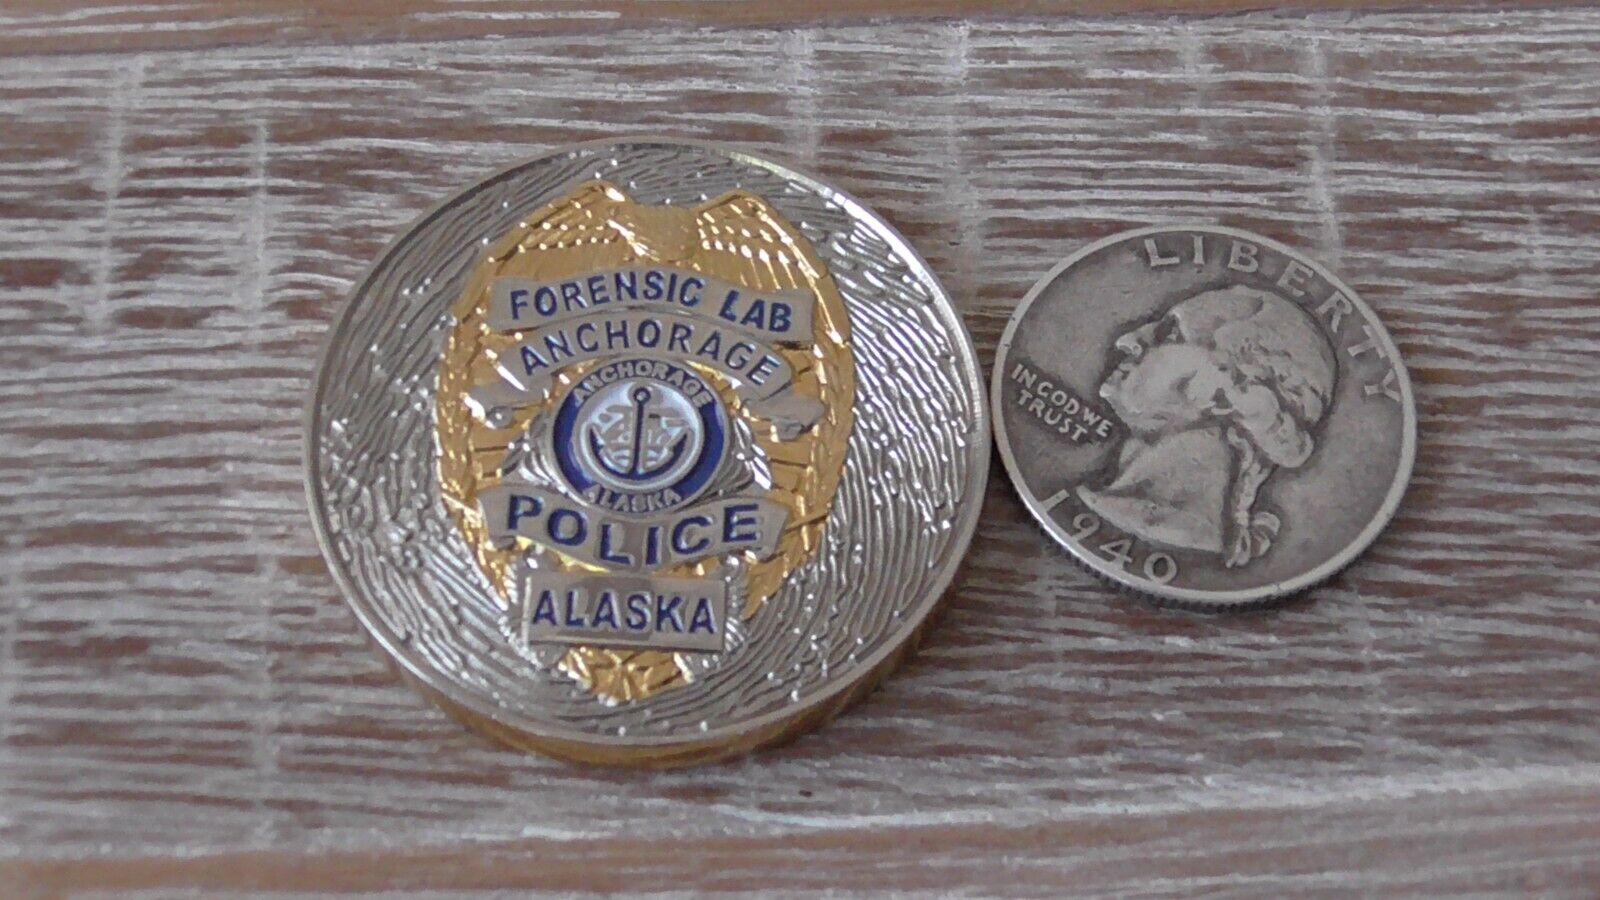 FORENSIC LAB
ANCHORAGE
ANCHORAGE
ALASKA
POLICE
ALASKA
LIBERTY
IN GOD WE
TRUST
1940